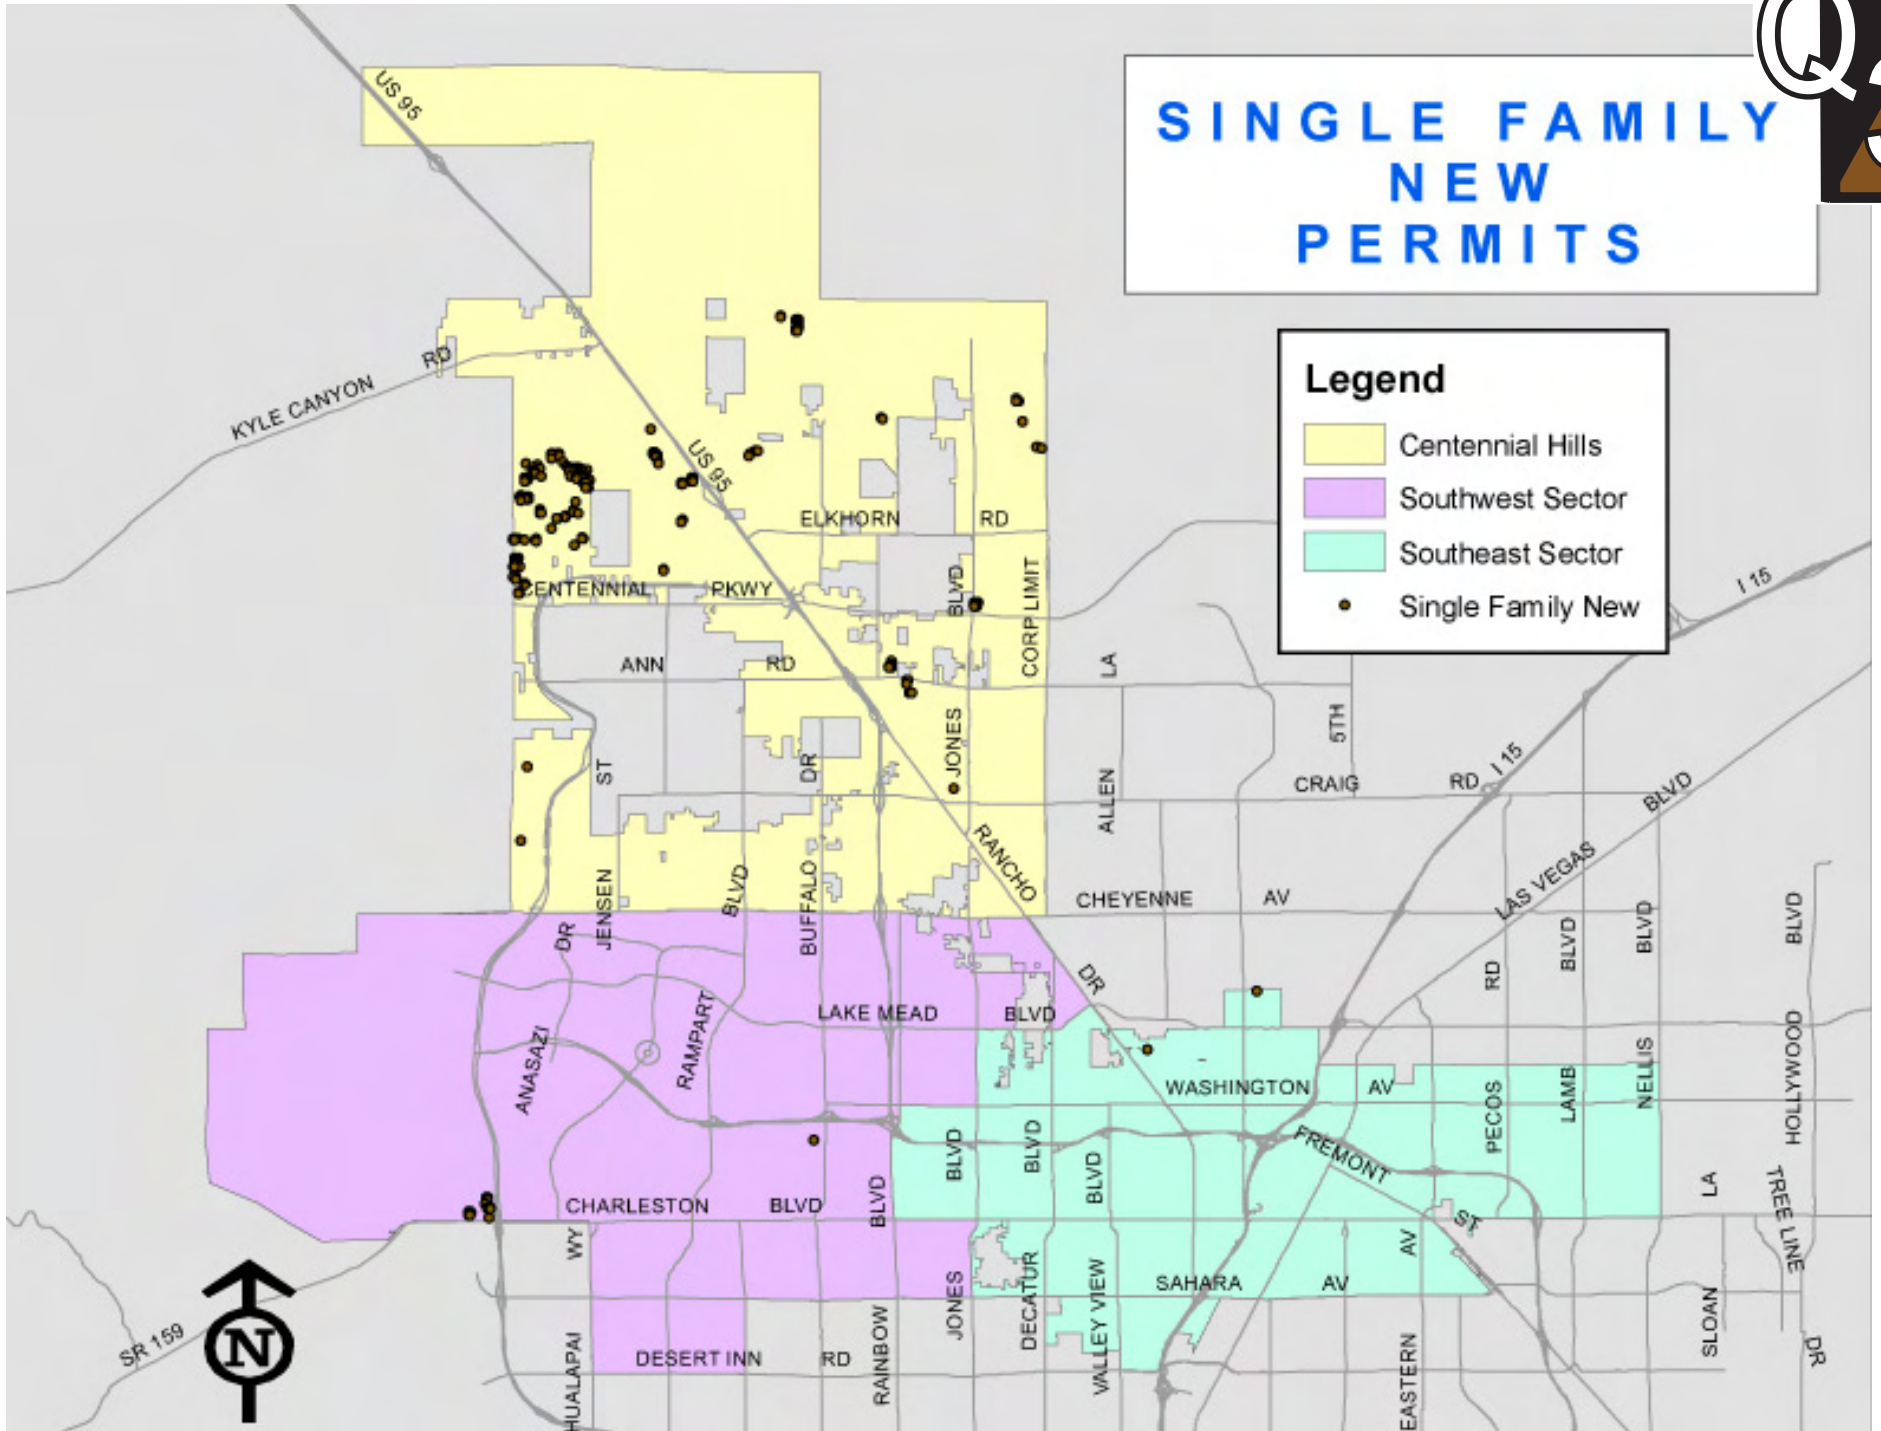 Q
3
SINGLE FAMILY
NEW
PERMITS
Legend
Centennial Hills
Southwest Sector
Southeast Sector
Single Family New
US 95
KYLE CANYON
RD
US 95
ELKHORN
RD
CENTENNIAL
PKWY
BLVD
CORP LIMIT
I 15
ANN
RD
LA
JONES
5TH
ST
DR
ALLEN
CRAIG
RD
I 15
BLVD
RANCHO
JENSEN
BLVD
BUFFALO
CHEYENNE
AV
LAS VEGAS
BLVD
BLVD
BLVD
DR
DR
RD
LAKE MEAD
BLVD
RAMPART
ANASAZI
WASHINGTON
AV
PECOS
LAMB
NELLIS
HOLLYWOOD
FREMONT
BLVD
BLVD
BLVD
CHARLESTON
BLVD
BLVD
ST
LA
TREE LINE
WY
AV
SAHARA
AV
JONES
DECATUR
VALLEY VIEW
SLOAN
N
SR 159
HUALAPAI
DESERT INN
RD
RAINBOW
EASTERN
DR